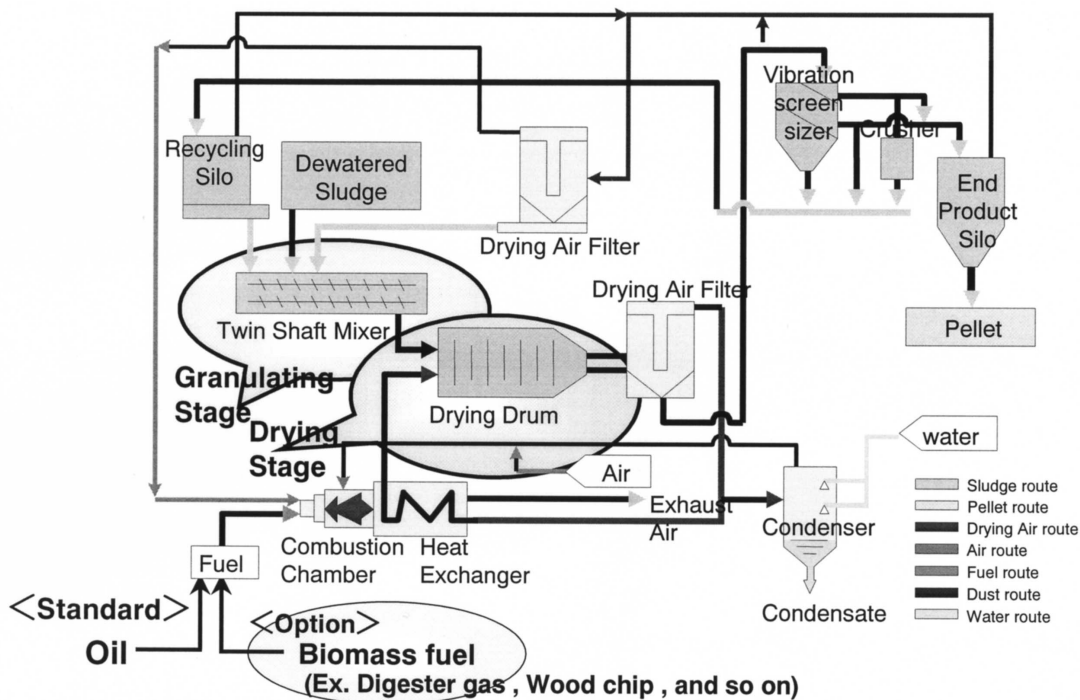 Vibration
screen
sizer
Crusher
Recycling
Silo
Dewatered
Sludge
End
Product
Silo
Drying Air Filter
Drying Air Filter
Twin Shaft Mixer
Pellet
Granulating
Stage
Drying Drum
Drying
Stage
water
Air
Exhaust
Air
Condenser
Sludge route
Pellet route
Drying Air route
Air route
Fuel route
Dust route
Water route
Combustion
Chamber
Heat
Exchanger
Fuel
Condensate
<Standard>
Oil
<Option>
Biomass fuel
(Ex. Digester gas , Wood chip , and so on)